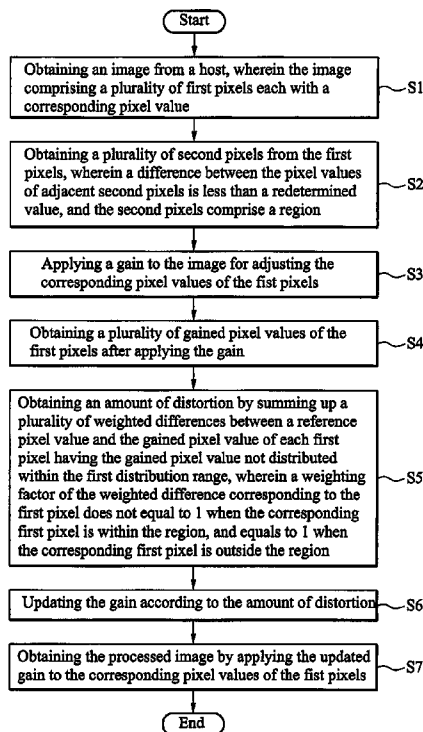 Start
Obtaining an image from a host, wherein the image
comprising a plurality of first pixels each with a
corresponding pixel value
S1
Obtaining a plurality of second pixels from the first
pixels, wherein a difference between the pixel values
of adjacent second pixels is less than a redetermined
value, and the second pixels comprise a region
S2
Applying a gain to the image for adjusting the
corresponding pixel values of the fist pixels
S3
Obtaining a plurality of gained pixel values of the
first pixels after applying the gain
S4
Obtaining an amount of distortion by summing up a
plurality of weighted differences between a reference
pixel value and the gained pixel value of each first
pixel having the gained pixel value not distributed
within the first distribution range, wherein a weighting
factor of the weighted difference corresponding to the
first pixel does not equal to 1 when the corresponding
first pixel is within the region, and equals to 1 when
the corresponding first pixel is outside the region
S5
Updating the gain according to the amount of distortion
S6
Obtaining the processed image by applying the updated
gain to the corresponding pixel values of the fist pixels
S7
End